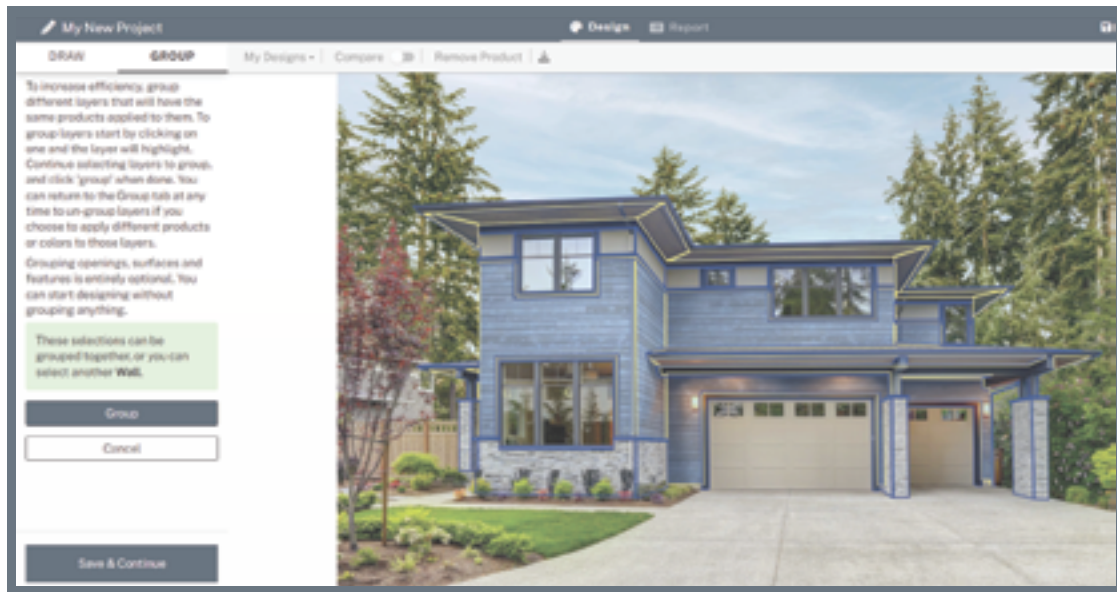 My New Project
Design
Report
DRAW
GROUP
My Designs
Compare
Remove Product
To increase efficiency, group
different layers that will have the
same products applied to them. To
group layers start by clicking on
one and the layer will highlight.
Continue selecting layers to group,
and click 'group' when done. You
can return to the Group tab at any
time to un-group layers if you
choose to apply different products
or colors to those layers.
Grouping openings, surfaces and
features is entirely optional. You
can start designing without
grouping anything.
These selections can be
grouped together, or you can
select another Wall.
Group
Cancel
Save & Continue